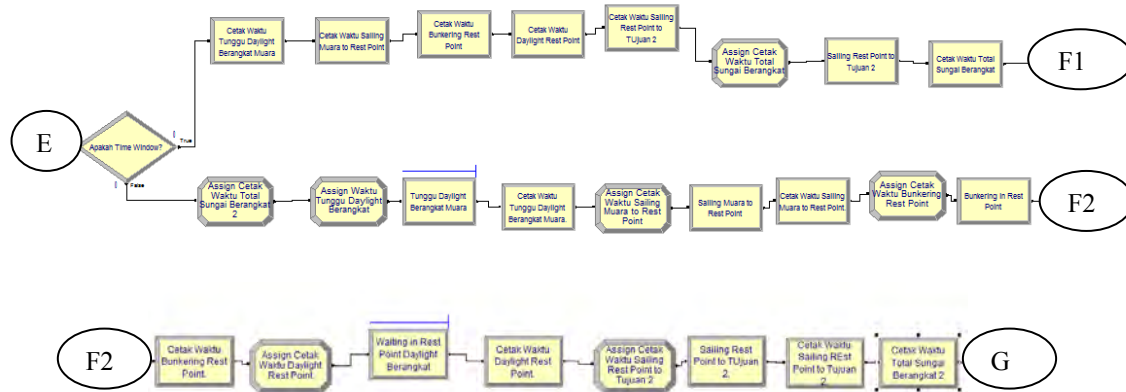 Cetak Waktu
Tunggu Daylight
Berangkat Muara
Cetak Waktu Sailing
Muara to Rest Point
Cetak Waktu
Bunkering Rest
Point
Cetak Waktu
Daylight Rest Point
Cetak Waktu
Sailing Rest Point to
TUjuan 2
Assign Cetak
Waktu Total
Sungai Berangkat
Sailing Rest Point to
Tujuan 2
Cetak Waktu Total
Sungai Berangkat
F1
E
Apakah Time Window?
True
False
Assign Cetak
Waktu Total
Sungai Berangkat
2
Assign Waktu
Tunggu Daylight
Berangkat
Tunggu Daylight
Berangkat Muara
Cetak Waktu
Tunggu Daylight
Berangkat Muara.
Assign Cetak
Waktu Sailing
Muara to Rest
Point
Sailing Muara to
Rest Point
Cetak Waktu Sailing
Muara to Rest Point.
Assign Cetak
Waktu Bunkering
Rest Point
Bunkering in Rest
Point
F2
F2
Cetak Waktu
Bunkering Rest
Point.
Assign Cetak
Waktu Daylight
Rest Point.
Waiting in Rest
Point Daylight
Berangkat
Cetak Waktu
Daylight Rest
Point.
Assign Cetak
Waktu Sailing
Rest Point to
Tujuan 2
Sailing Rest
Point to TUjuan
2.
Cetak Waktu
Sailing REst
Point to Tujuan
2.
Cetak Waktu
Total Sungai
Berangkat 2
G